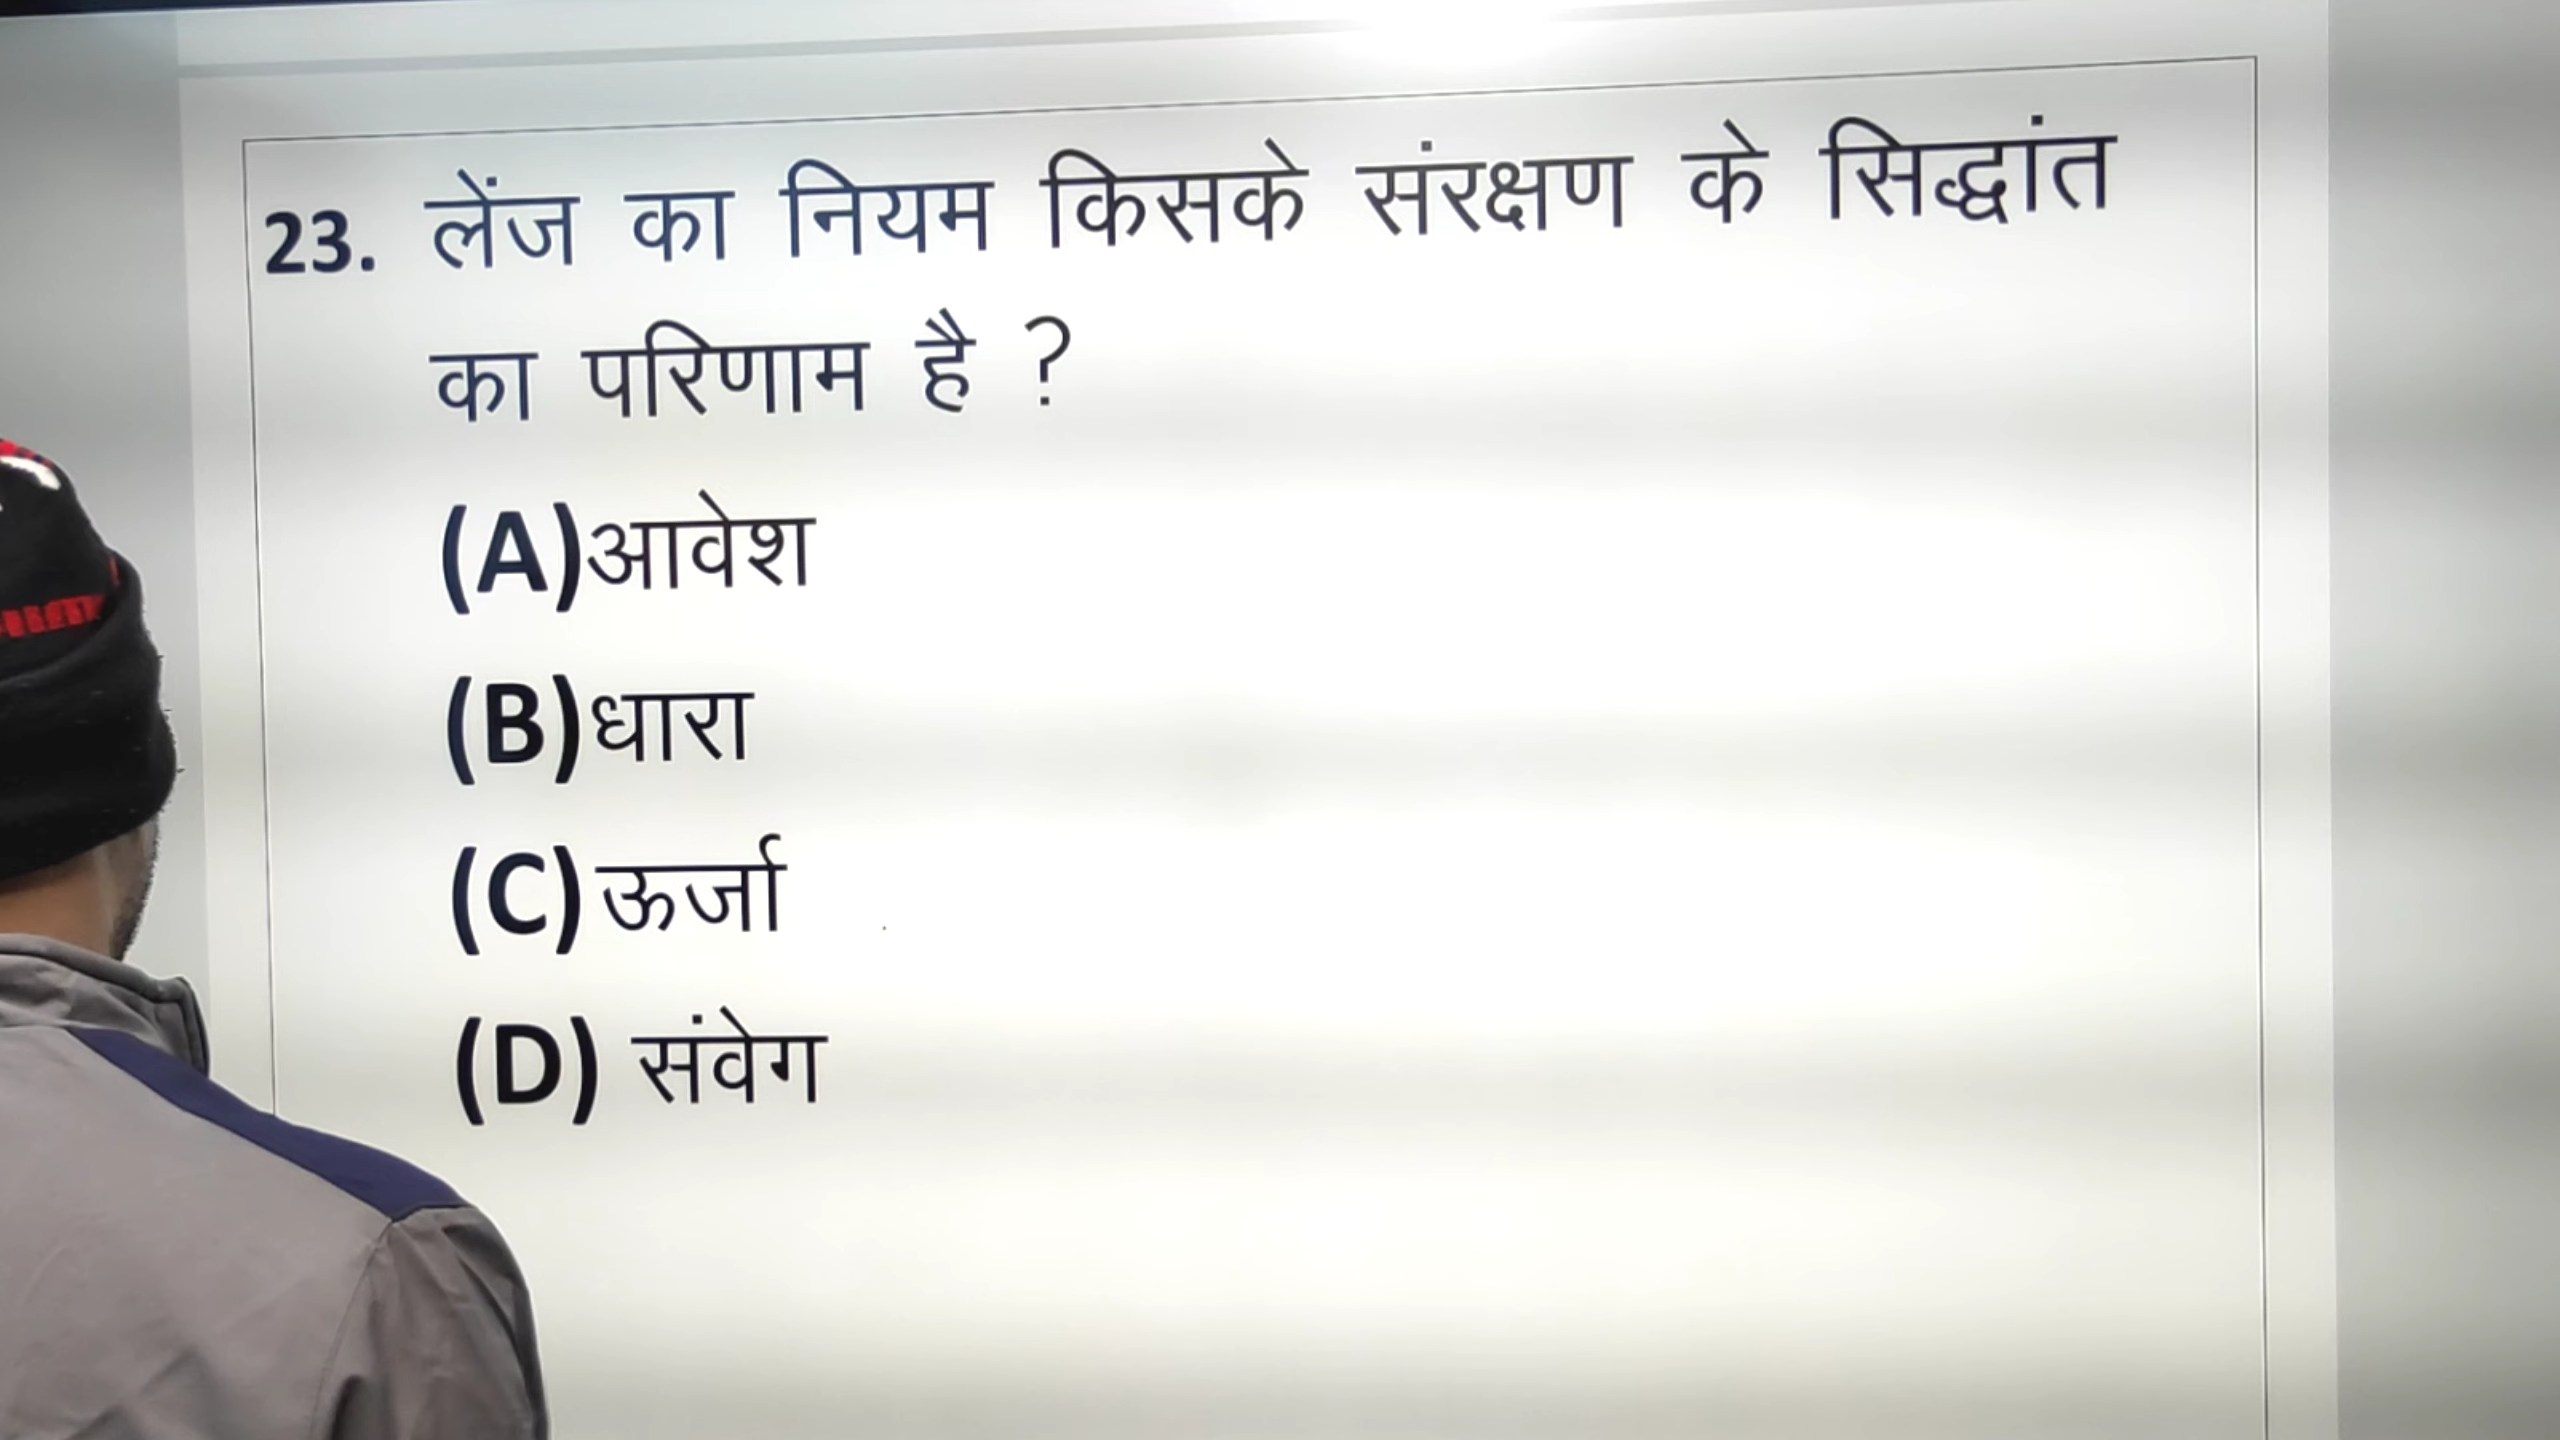 23. लेंज का नियम किसके संरक्षण के सिद्धांत
का परिणाम है ?
(A)आवेश
(B)धारा
(C)ऊर्जा
(D) संवेग